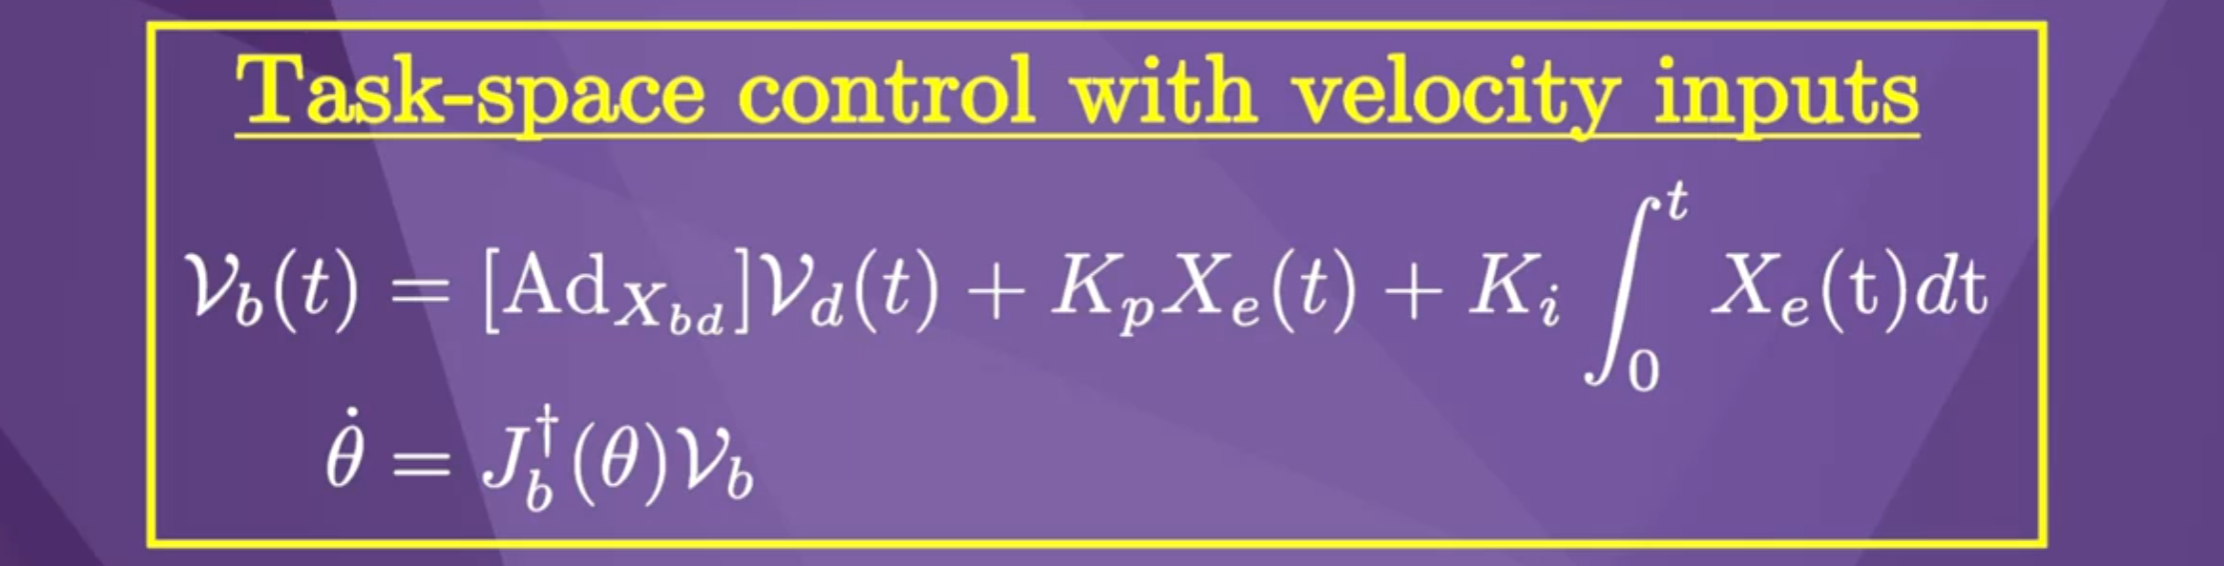 Task-space control with velocity inputs
$\mathcal{V}_b(t) = [\mathrm{Ad}_{X_{bd}}]\mathcal{V}_d(t) + K_p X_e(t) + K_i \int_0^t X_e(\mathrm{t})d\mathrm{t}$
$\dot{\theta} = J_b^{\dagger}(\theta)\mathcal{V}_b$